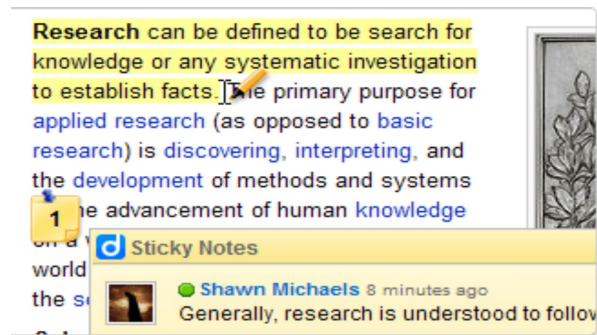 Research can be defined to be search for
knowledge or any systematic investigation
to establish facts. The primary purpose for
applied research (as opposed to basic
research) is discovering, interpreting, and
the development of methods and systems
1
he advancement of human knowledge
on a
world
the
d Sticky Notes
Shawn Michaels 8 minutes ago
Generally, research is understood to follow